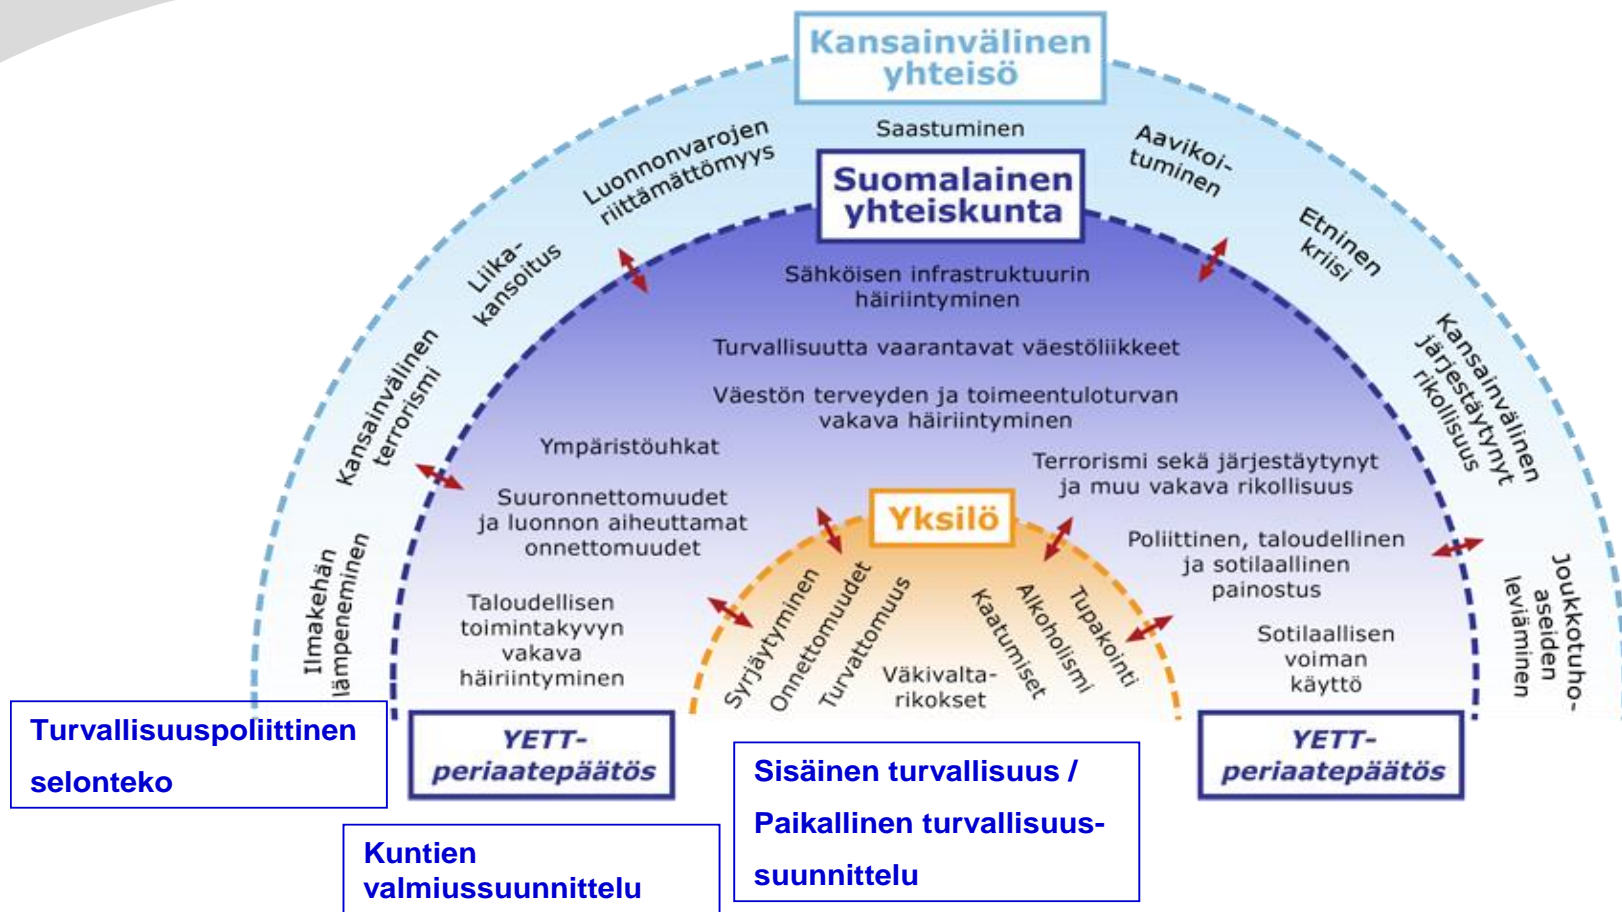 Kansainvälinen
yhteisö
Saastuminen
Luonnonvarojen
riittämättömyys
Aavikoi-
tuminen
Liika-
kansoitus
Etninen
kriisi
Kansainvälinen
terrorismi
Kansainvälinen
järjestäytynyt
rikollisuus
Ilmakehän
lämpeneminen
Joukkotuho-
aseiden
leviäminen
Suomalainen
yhteiskunta
Sähköisen infrastruktuurin
häiriintyminen
Turvallisuutta vaarantavat väestöliikkeet
Väestön terveyden ja toimeentuloturvan
vakava häiriintyminen
Ympäristöuhkat
Suuronnettomuudet
ja luonnon aiheuttamat
onnettomuudet
Taloudellisen
toimintakyvyn
vakava
häiriintyminen
Terrorismi sekä järjestäytynyt
ja muu vakava rikollisuus
Poliittinen, taloudellinen
ja sotilaallinen
painostus
Sotilaallisen
voiman
käyttö
Yksilö
Syrjäytyminen
Onnettomuudet
Turvattomuus
Väkivalta-
rikokset
Kaatumiset
Alkoholismi
Tupakointi
Turvallisuuspoliittinen
selonteko
YETT-
periaatepäätös
Kuntien
valmiussuunnittelu
Sisäinen turvallisuus /
Paikallinen turvallisuus-
suunnittelu
YETT-
periaatepäätös